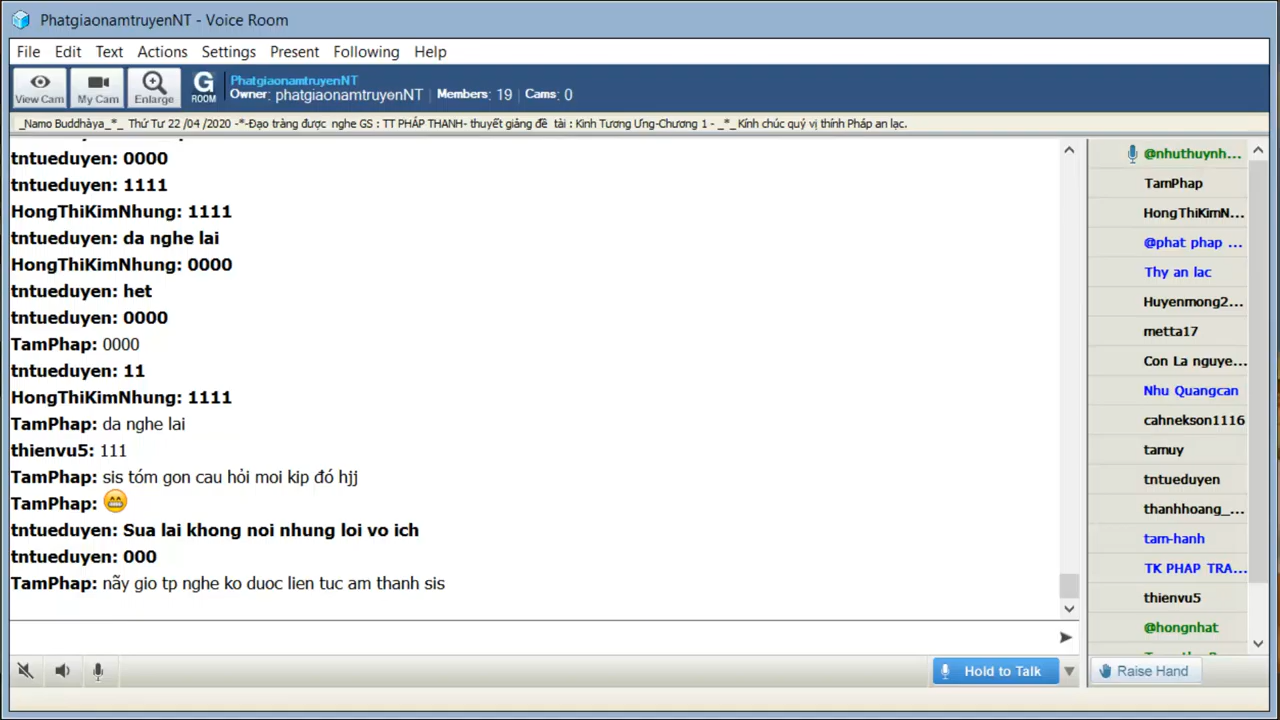 PhatgiaonamtruyenNT - Voice Room
File Edit Text Actions Settings Present Following Help
View Cam My Cam Enlarge G ROOM
PhatgiaonamtruyenNT
Owner: phatgiaonamtruyenNT Members: 19 Cams: 0
_Namo Buddhàya_*_ Thứ Tư 22 /04 /2020 -*-Đạo tràng được nghe GS : TT PHÁP THANH- thuyết giảng đề tài : Kinh Tương Ưng-Chương 1 - _*_ Kính chúc quý vị thính Pháp an lạc.
tntueduyen: 0000
tntueduyen: 1111
HongThiKimNhung: 1111
tntueduyen: da nghe lai
HongThiKimNhung: 0000
tntueduyen: het
tntueduyen: 0000
TamPhap: 0000
tntueduyen: 11
HongThiKimNhung: 1111
TamPhap: da nghe lai
thienvu5: 111
TamPhap: sis tóm gon cau hỏi moi kip đó hjj
TamPhap: 😁
tntueduyen: Sua lai khong noi nhung loi vo ich
tntueduyen: 000
TamPhap: nãy gio tp nghe ko duoc lien tuc am thanh sis
@nhuthuynh...
TamPhap
HongThiKimN...
@phat phap ...
Thy an lac
Huyenmong2...
metta17
Con La nguye...
Nhu Quangcan
cahnekson1116
tamuy
tntueduyen
thanhhoang_...
tam-hanh
TK PHAP TRA...
thienvu5
@hongnhat
Hold to Talk
Raise Hand